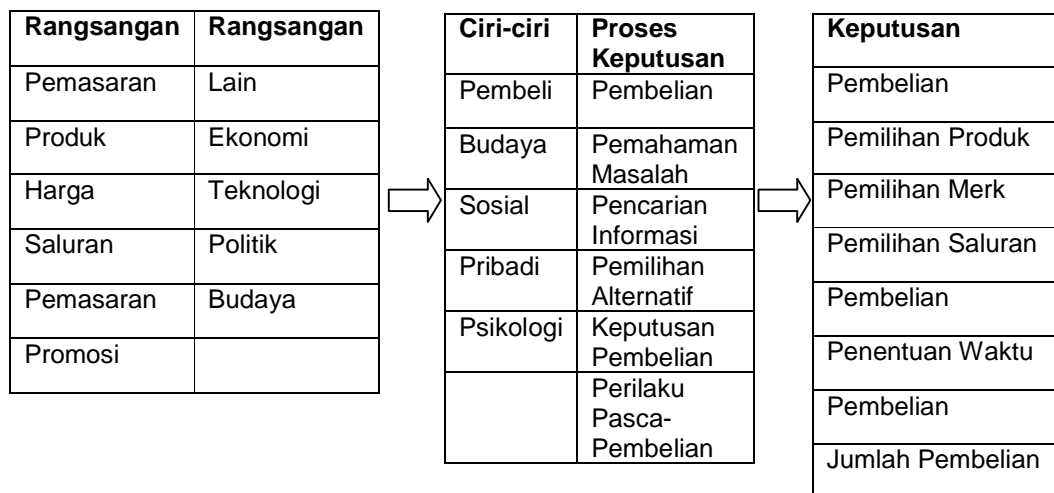 Rangsangan Rangsangan
Pemasaran Lain
Produk Ekonomi
Harga Teknologi
Saluran Politik
Pemasaran Budaya
Promosi
Ciri-ciri Proses
Keputusan
Pembeli Pembelian
Budaya Pemahaman
Masalah
Sosial Pencarian
Informasi
Pribadi Pemilihan
Alternatif
Psikologi Keputusan
Pembelian
Perilaku
Pasca-
Pembelian
Keputusan
Pembelian
Pemilihan Produk
Pemilihan Merk
Pemilihan Saluran
Pembelian
Penentuan Waktu
Pembelian
Jumlah Pembelian